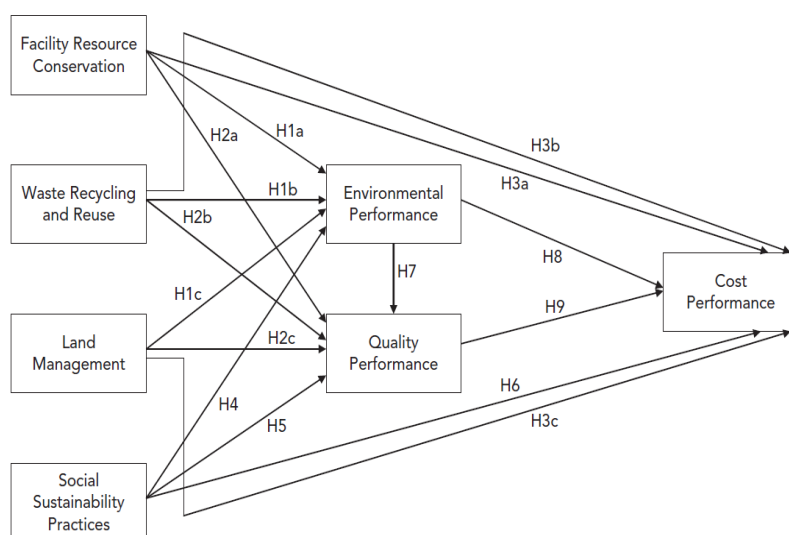 Facility Resource
Conservation
H3b
H2a
H1a
H3a
Waste Recycling
and Reuse
H1b
Environmental
Performance
H2b
H8
H7
Cost
Performance
H1c
H9
Land
Management
H2c
Quality
Performance
H6
H4
H5
H3c
Social
Sustainability
Practices